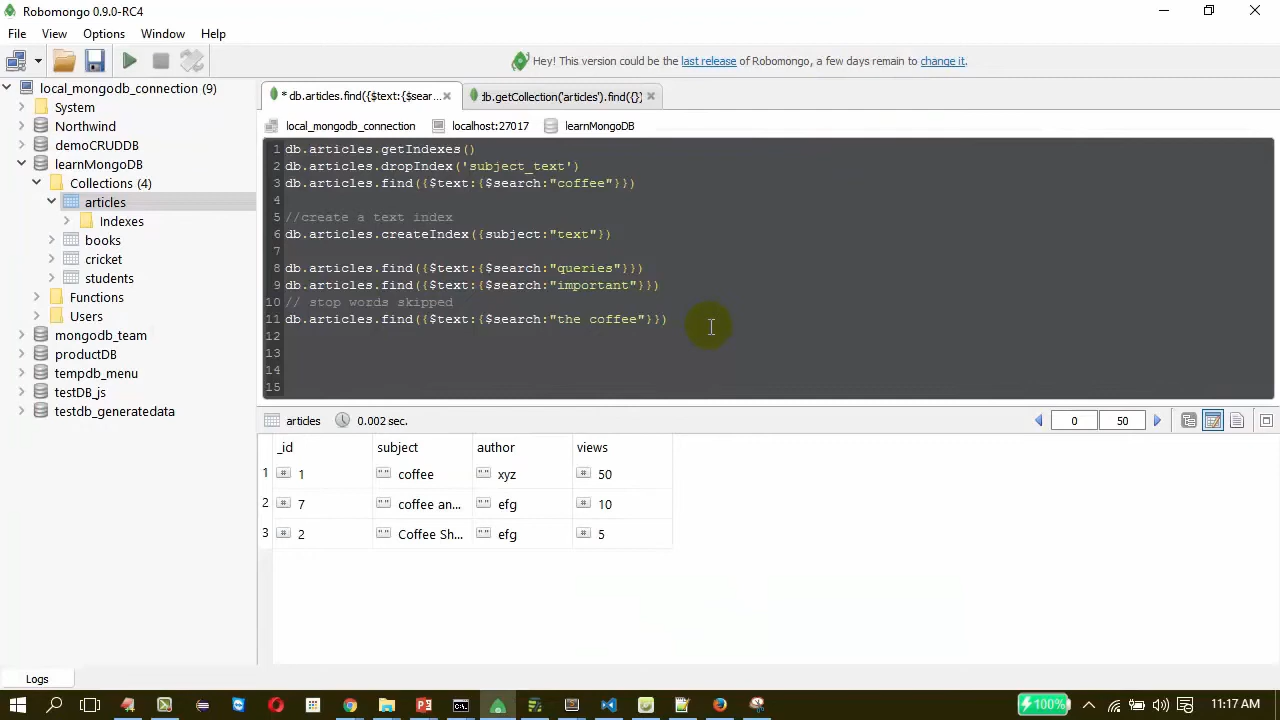 Robomongo 0.9.0-RC4
File View Options Window Help
Hey! This version could be the last release of Robomongo, a few days remain to change it.
local_mongodb_connection (9)
System
Northwind
demoCRUDDB
learnMongoDB
Collections (4)
articles
Indexes
books
cricket
students
Functions
Users
mongodb_team
productDB
tempdb_menu
testDB_js
testdb_generatedata
* db.articles.find({$text:{$sear...
db.getCollection('articles').find({})
local_mongodb_connection localhost:27017 learnMongoDB
1 db.articles.getIndexes()
2 db.articles.dropIndex('subject_text')
3 db.articles.find({$text:{$search:"coffee"}})
4
5 //create a text index
6 db.articles.createIndex({subject:"text"})
7
8 db.articles.find({$text:{$search:"queries"}})
9 db.articles.find({$text:{$search:"important"}})
10 // stop words skipped
11 db.articles.find({$text:{$search:"the coffee"}})
12
13
14
15
articles 0.002 sec. 0 50
_id subject author views
1 1 coffee xyz 50
2 7 coffee an... efg 10
3 2 Coffee Sh... efg 5
Logs
100% 11:17 AM